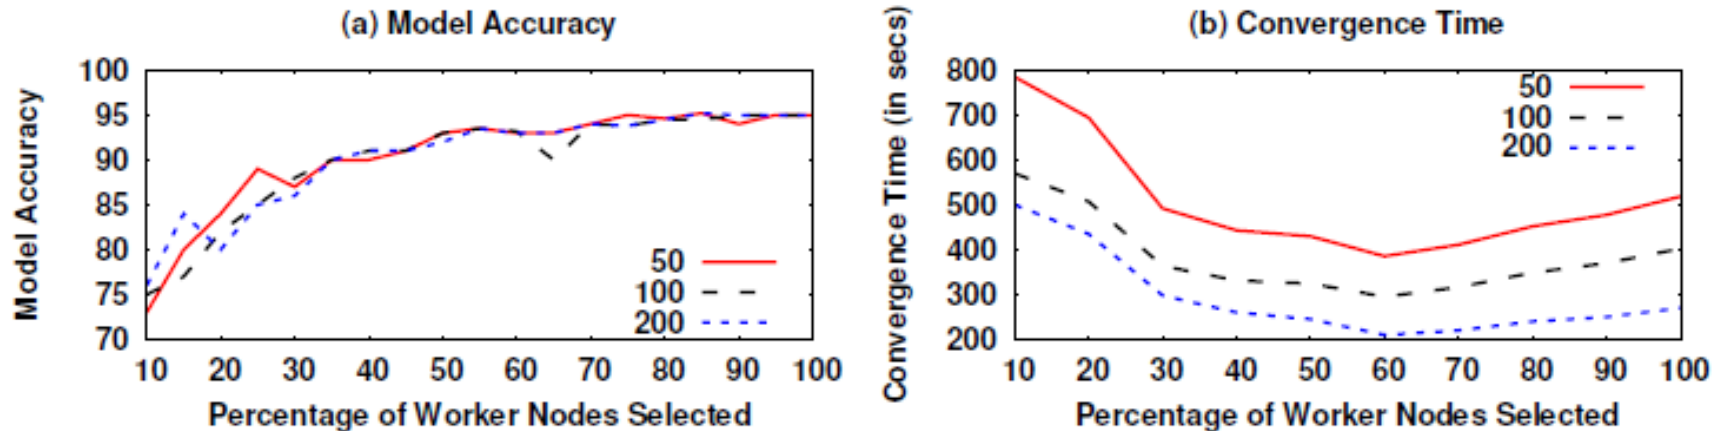 (a) Model Accuracy
Model Accuracy
100
95
90
85
80
75
70
50
100
200
10 20 30 40 50 60 70 80 90 100
Percentage of Worker Nodes Selected
(b) Convergence Time
Convergence Time (in secs)
800
700
600
500
400
300
200
50
100
200
10 20 30 40 50 60 70 80 90 100
Percentage of Worker Nodes Selected